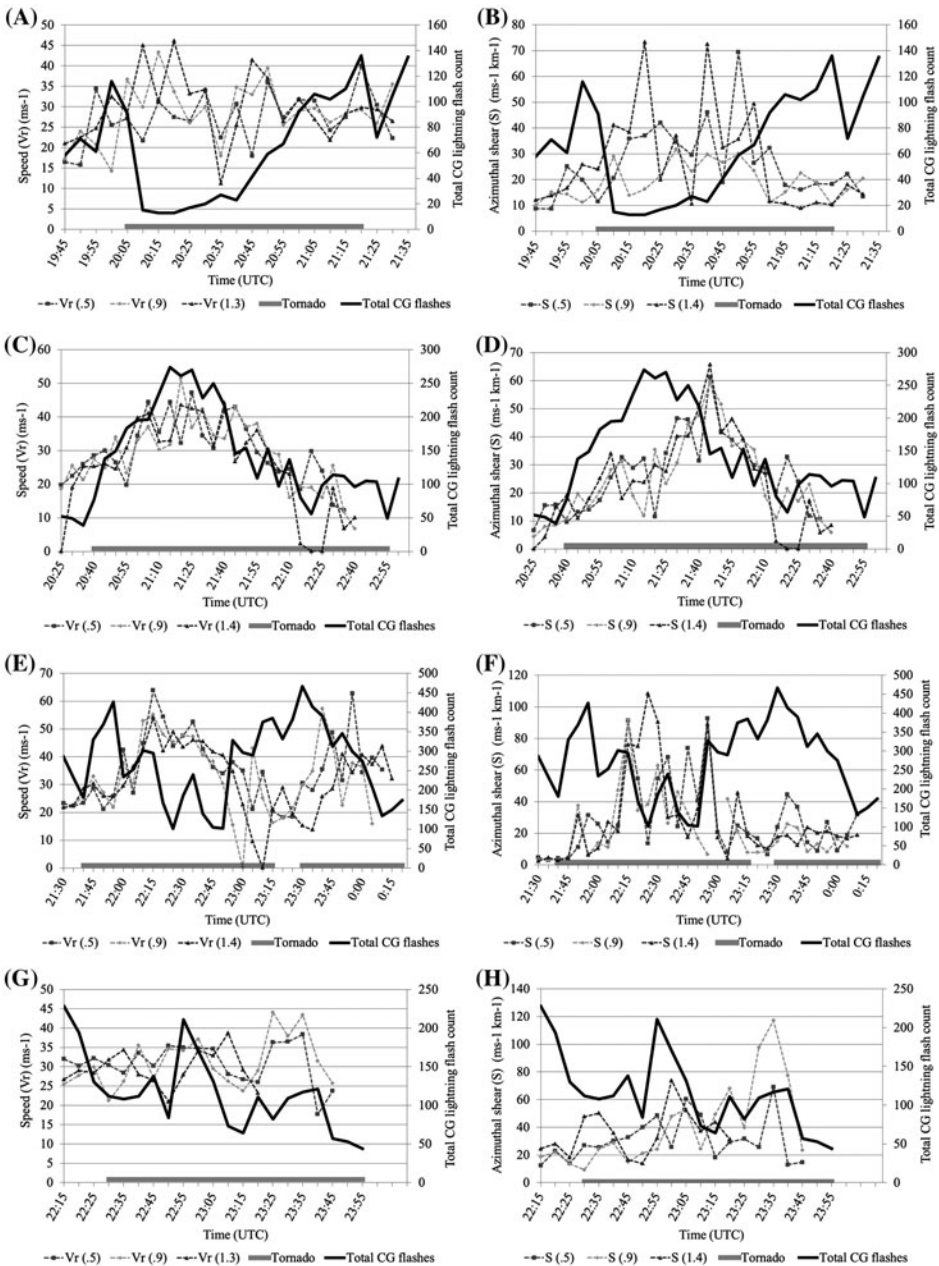 (A)
Speed (Vr) (ms-1)
50
45
40
35
30
25
20
15
10
5
0
160
140
120
100
80
60
40
20
0
Total CG lightning flash count
19:45 19:55 20:05 20:15 20:25 20:35 20:45 20:55 21:05 21:15 21:25 21:35
Time (UTC)
Vr (.5) Vr (.9) Vr (1.3) Tornado Total CG flashes
(B)
Azimuthal shear (S) (ms-1 km-1)
80
70
60
50
40
30
20
10
0
160
140
120
100
80
60
40
20
0
Total CG lightning flash count
19:45 19:55 20:05 20:15 20:25 20:35 20:45 20:55 21:05 21:15 21:25 21:35
Time (UTC)
S (.5) S (.9) S (1.4) Tornado Total CG flashes
(C)
Speed (Vr) (ms-1)
60
50
40
30
20
10
0
300
250
200
150
100
50
0
Total CG lightning flash count
20:25 20:40 20:55 21:10 21:25 21:40 21:55 22:10 22:25 22:40 22:55
Time (UTC)
Vr (.5) Vr (.9) Vr (1.4) Tornado Total CG flashes
(D)
Azimuthal shear (S) (ms-1 km-1)
70
60
50
40
30
20
10
0
300
250
200
150
100
50
0
Total CG lightning flash count
20:25 20:40 20:55 21:10 21:25 21:40 21:55 22:10 22:25 22:40 22:55
Time (UTC)
S (.5) S (.9) S (1.4) Tornado Total CG flashes
(E)
Speed (Vr) (ms-1)
70
60
50
40
30
20
10
0
500
450
400
350
300
250
200
150
100
50
0
Total CG lightning flash count
21:30 21:45 22:00 22:15 22:30 22:45 23:00 23:15 23:30 23:45 0:00 0:15
Time (UTC)
Vr (.5) Vr (.9) Vr (1.4) Tornado Total CG flashes
(F)
Azimuthal shear (S) (ms-1 km-1)
120
100
80
60
40
20
0
500
450
400
350
300
250
200
150
100
50
0
Total CG lightning flash count
21:30 21:45 22:00 22:15 22:30 22:45 23:00 23:15 23:30 23:45 0:00 0:15
Time (UTC)
S (.5) S (.9) S (1.4) Tornado Total CG flashes
(G)
Speed (Vr) (ms-1)
50
45
40
35
30
25
20
15
10
5
0
250
200
150
100
50
0
Total CG lightning flash count
22:15 22:25 22:35 22:45 22:55 23:05 23:15 23:25 23:35 23:45 23:55
Time (UTC)
Vr (.5) Vr (.9) Vr (1.3) Tornado Total CG flashes
(H)
Azimuthal shear (S) (ms-1 km-1)
140
120
100
80
60
40
20
0
250
200
150
100
50
0
Total CG lightning flash count
22:15 22:25 22:35 22:45 22:55 23:05 23:15 23:25 23:35 23:45 23:55
Time (UTC)
S (.5) S (.9) S (1.4) Tornado Total CG flashes